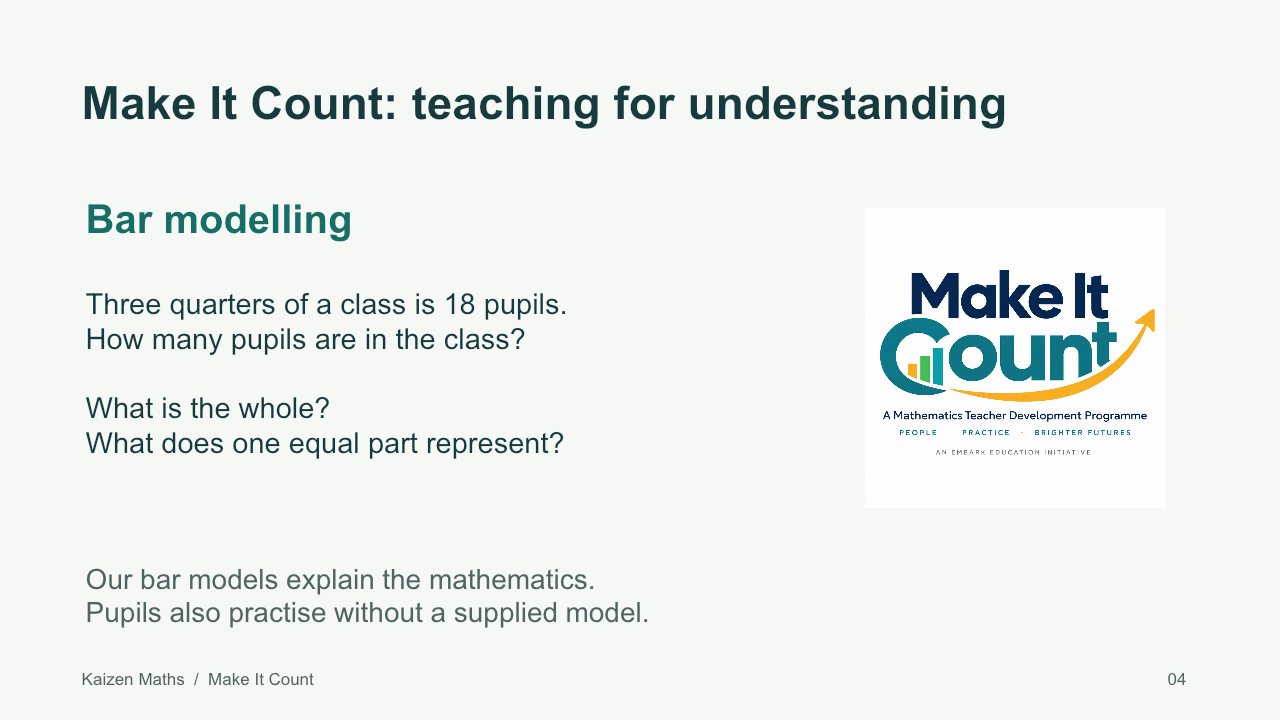 Make It Count: teaching for understanding
Bar modelling
Three quarters of a class is 18 pupils.
How many pupils are in the class?
What is the whole?
What does one equal part represent?
Make It
Count
A Mathematics Teacher Development Programme
PEOPLE PRACTICE · BRIGHTER FUTURES
AN EMBARK EDUCATION INITIATIVE
Our bar models explain the mathematics.
Pupils also practise without a supplied model.
Kaizen Maths / Make It Count
04